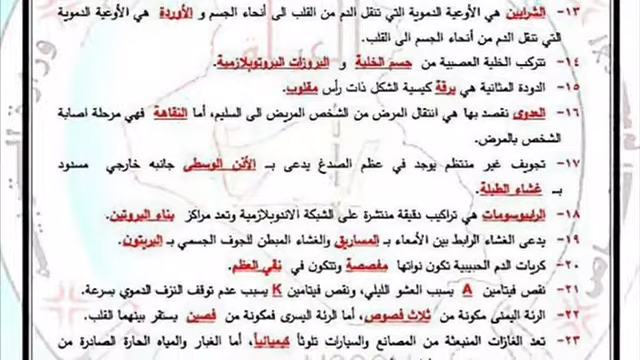 ١٣- الشرايين هي الأوعية الدموية التي تنقل الدم من القلب الى أنحاء الجسم و الأوردة هي الأوعية الدموية
التي تنقل الدم من أنحاء الجسم الى القلب.
١٤- تتركب الخلية العصبية من جسم الخلية و البروزات البروتوبلازمية.
١٥- الدودة المثانية هي برقة كيسية الشكل ذات رأس مقلوب.
١٦- العدوى نقصد بها هي انتقال المرض من الشخص المريض الى السليم، أما النقاهة فهي مرحلة اصابة
الشخص بالمرض.
١٧- تجويف غير منتظم يوجد في عظم الصدغ يدعى بـ الأذن الوسطى جانبه خارجي مسدود
بـ غشاء الطبلة.
١٨- الرايبوسومات هي تراكيب دقيقة منتشرة على الشبكة الاندوبلازمية وتعد مراكز بناء البروتين.
١٩- يدعى الغشاء الرابط بين الأمعاء بـ المساريق والغشاء المبطن للجوف الجسمي بـ البريتون.
٢٠- كريات الدم الحبيبية تكون نواتها مفصصة وتتكون في نقي العظم.
٢١- نقص فيتامين A يسبب العشو الليلي، ونقص فيتامين K يسبب عدم توقف النزف الدموي بسرعة.
٢٢- الرئة اليمنى مكونة من ثلاث فصوص، أما الرئة اليسرى فمكونة من فصين يستقر بينهما القلب.
٢٣- تعد الغازات المنبعثة من المصانع والسيارات تلوثاً كيميائياً، أما الغبار والمياه الحارة الصادرة من